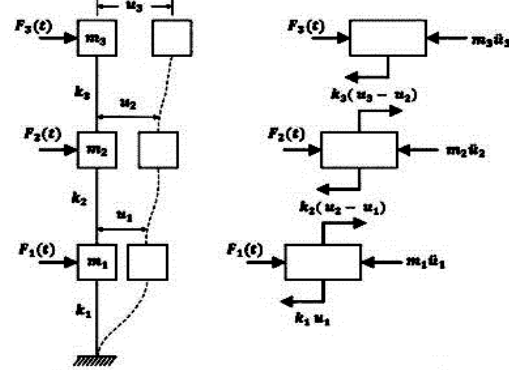 u₃
F₃(t)
m₃
k₃
u₂
F₂(t)
m₂
k₂
u₁
F₁(t)
m₁
k₁
F₃(t)
m₃ü₃
k₃(u₃ − u₂)
F₂(t)
m₂ü₂
k₂(u₂ − u₁)
F₁(t)
m₁ü₁
k₁u₁